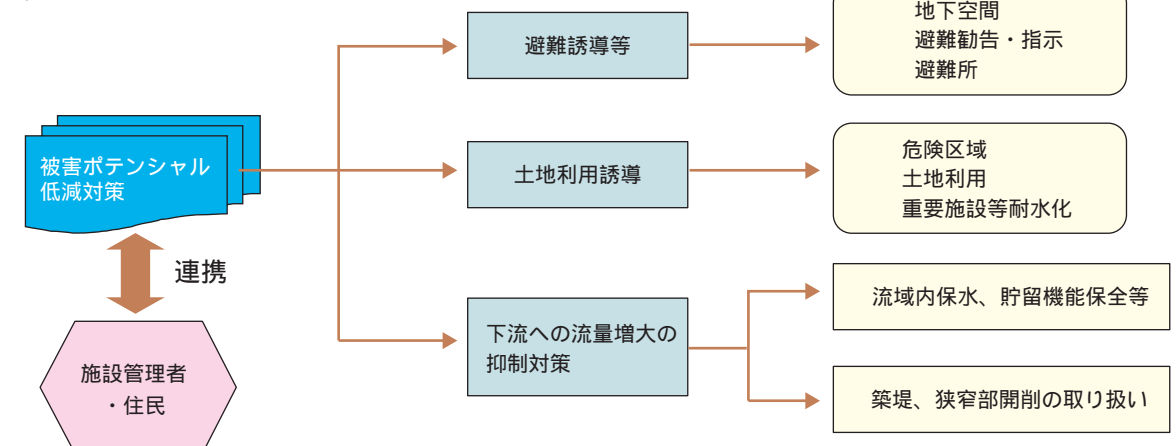 地下空間
避難勧告・指示
避難所
避難誘導等
被害ポテンシャル
低減対策
土地利用誘導
危険区域
土地利用
重要施設等耐水化
連携
施設管理者
・住民
下流への流量増大の
抑制対策
流域内保水、貯留機能保全等
築堤、狭窄部開削の取り扱い